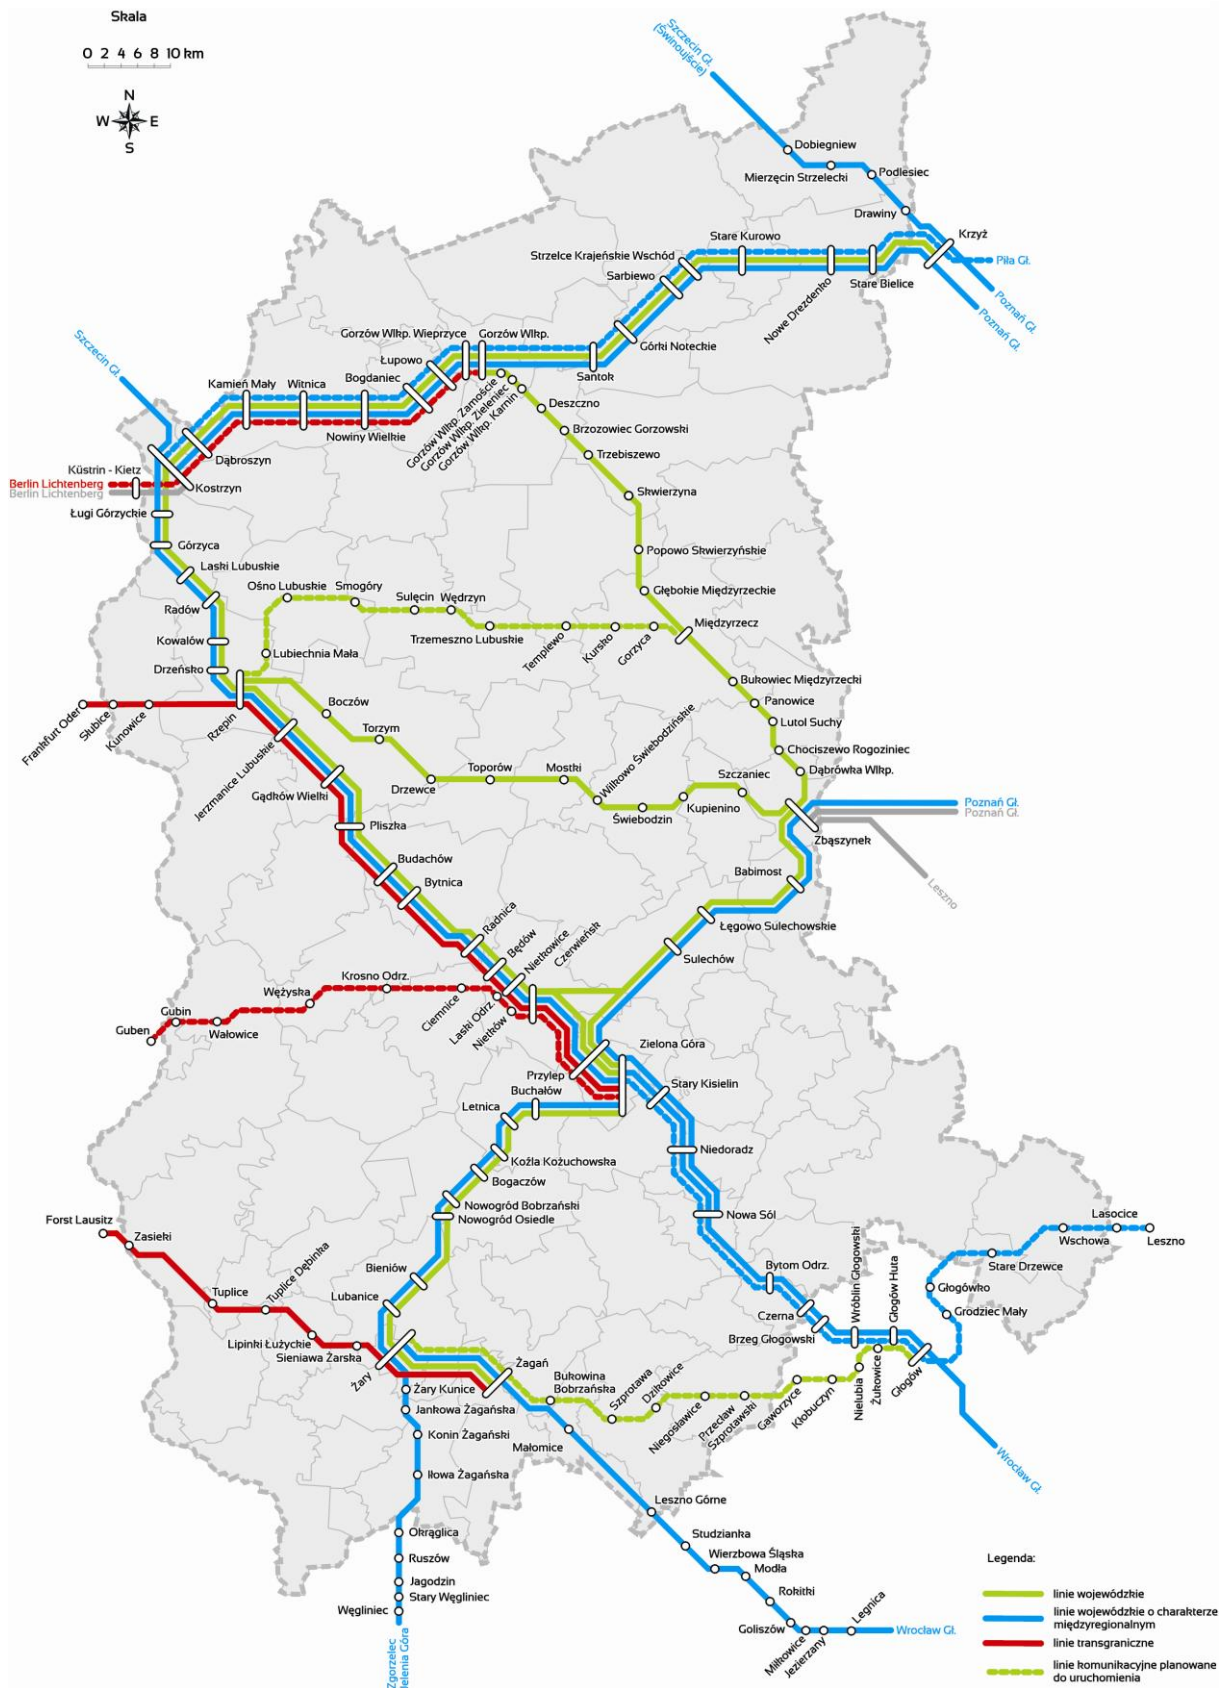 Skala
0 2 4 6 8 10 km
N
W E
S
Szczecin Gł.
(Świnoujście)
Dobiegniew
Mierzęcin Strzelecki
Podlesiec
Drawiny
Krzyż
Stare Kurowo
Strzelce Krajeńskie Wschód
Sarbiewo
Piła Gł.
Nowe Drezdenko
Stare Bielice
Poznań Gł.
Poznań Gł.
Szczecin Gł.
Gorzów Wlkp. Wieprzyce
Gorzów Wlkp.
Górki Noteckie
Santok
Łupowo
Bogdaniec
Kamień Mały
Witnica
Nowiny Wielkie
Gorzów Wlkp. Zamoście
Gorzów Wlkp. Zieleniec
Gorzów Wlkp. Karnin
Deszczno
Brzozowiec Gorzowski
Trzebiszewo
Dąbroszyn
Küstrin - Kietz
Berlin Lichtenberg
Berlin Lichtenberg
Kostrzyn
Skwierzyna
Ługi Górzyckie
Górzyca
Popowo Skwierzyńskie
Laski Lubuskie
Ośno Lubuskie
Smogóry
Sulęcin
Wędrzyn
Głębokie Międzyrzeckie
Radów
Trzemeszno Lubuskie
Templewo
Kursko
Gorzyca
Międzyrzecz
Kowalów
Lubiechnia Mała
Drzeńsko
Bukowiec Międzyrzecki
Panowice
Frankfurt Oder
Słubice
Kunowice
Rzepin
Boczów
Lutol Suchy
Torzym
Jerzmanice Lubuskie
Wilkowo Świebodzińskie
Chociszewo Rogoziniec
Toporów
Mostki
Szczaniec
Dąbrówka Wlkp.
Drzewce
Gądków Wielki
Kupienino
Świebodzin
Poznań Gł.
Poznań Gł.
Pliszka
Zbąszynek
Leszno
Budachów
Bytnica
Babimost
Łęgowo Sulechowskie
Radnica
Będów
Nietkowice
Czerwieńsk
Sulechów
Krosno Odrz.
Wężyska
Ciemnice
Laski Odrz.
Nietków
Gubin
Guben
Wałowice
Zielona Góra
Przylep
Stary Kisielin
Buchałów
Letnica
Niedoradz
Koźla Kożuchowska
Bogaczów
Nowogród Bobrzański
Nowogród Osiedle
Nowa Sól
Forst Lausitz
Zasieki
Lasocice
Wschowa
Leszno
Stare Drzewce
Tuplice
Tuplice Dębinka
Bieniów
Bytom Odrz.
Wróblin Głogowski
Głogów Huta
Głogówko
Grodziec Mały
Lubanice
Czerna
Brzeg Głogowski
Lipinki Łużyckie
Sieniawa Żarska
Żary
Żagań
Bukowina
Bobrzańska
Szprotawa
Dzikowice
Niegosławice
Przecław
Szprotawski
Gaworzyce
Kłobuczyn
Nielubia
Żukowice
Głogów
Żary Kunice
Jankowa Żagańska
Konin Żagański
Małomice
Wrocław Gł.
Iłowa Żagańska
Leszno Górne
Okrąglica
Studzianka
Ruszów
Wierzbowa Śląska
Modła
Jagodzin
Stary Węgliniec
Węgliniec
Rokitki
Goliszów
Miłkowice
Jezierzany
Legnica
Wrocław Gł.
Zgorzelec
lelenia Góra
Legenda:
linie wojewódzkie
linie wojewódzkie o charakterze
międzyregionalnym
linie transgraniczne
linie komunikacyjne planowane
do uruchomienia